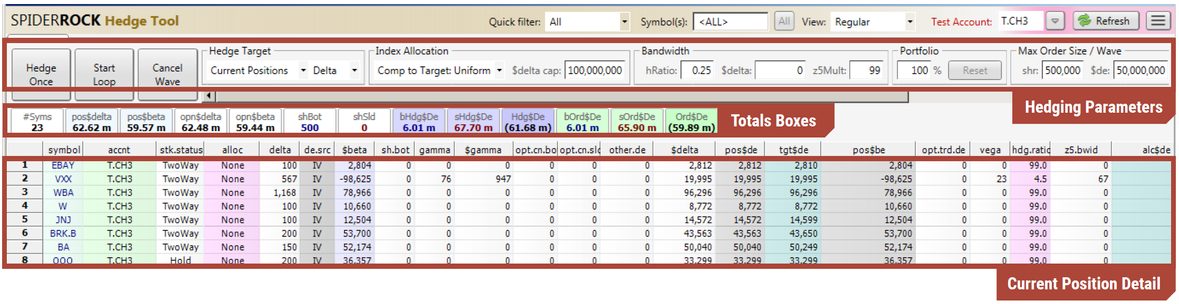 SPIDERROCK Hedge Tool Quick filter: All Symbol(s): <ALL> All View: Regular Test Account: T.CH3 Refresh
Hedge Once Start Loop Cancel Wave
Hedge Target Index Allocation Bandwidth Portfolio Max Order Size / Wave
Current Positions Delta Comp to Target: Uniform $delta cap: 100,000,000 hRatio: 0.25 $delta: 0 z5Mult: 99 100 % Reset shr: 500,000 $de: 50,000,000
Hedging Parameters
#Syms pos$delta pos$beta opn$delta opn$beta shBot shSld bHdg$De sHdg$De Hdg$De bOrd$De sOrd$De Ord$De
23 62.62 m 59.57 m 62.48 m 59.44 m 500 0 6.01 m 67.70 m (61.68 m) 6.01 m 65.90 m (59.89 m)
Totals Boxes
symbol accnt stk.status alloc delta de.src $beta sh.bot gamma $gamma opt.cn.bo opt.cn.slc other.de $delta pos$de tgt$de pos$be opt.trd.de vega hdg.ratio z5.bwid alc$de
1 EBAY T.CH3 TwoWay None 100 IV 2,804 0 0 0 0 0 0 2,812 2,812 2,810 2,804 0 0 99.0 0
2 VXX T.CH3 TwoWay None 567 IV -98,625 0 76 947 0 0 0 19,995 19,995 19,995 -98,625 0 23 4.5 67
3 WBA T.CH3 TwoWay None 1,168 IV 78,966 0 0 0 0 0 0 96,296 96,296 96,296 78,966 0 0 99.0 0
4 W T.CH3 TwoWay None 100 IV 10,660 0 0 0 0 0 0 8,772 8,772 8,772 10,660 0 0 99.0 0
5 JNJ T.CH3 TwoWay None 100 IV 12,504 0 0 0 0 0 0 14,572 14,572 14,599 12,504 0 0 99.0 0
6 BRK.B T.CH3 TwoWay None 200 IV 53,700 0 0 0 0 0 0 43,563 43,563 43,650 53,700 0 0 99.0 0
7 BA T.CH3 TwoWay None 150 IV 52,174 0 0 0 0 0 0 50,040 50,040 50,249 52,174 0 0 99.0 0
8 QQQ T.CH3 Hold None 200 IV 36,357 0 0 0 0 0 0 33,299 33,299 33,299 36,357 0 0 99.0 0
Current Position Detail